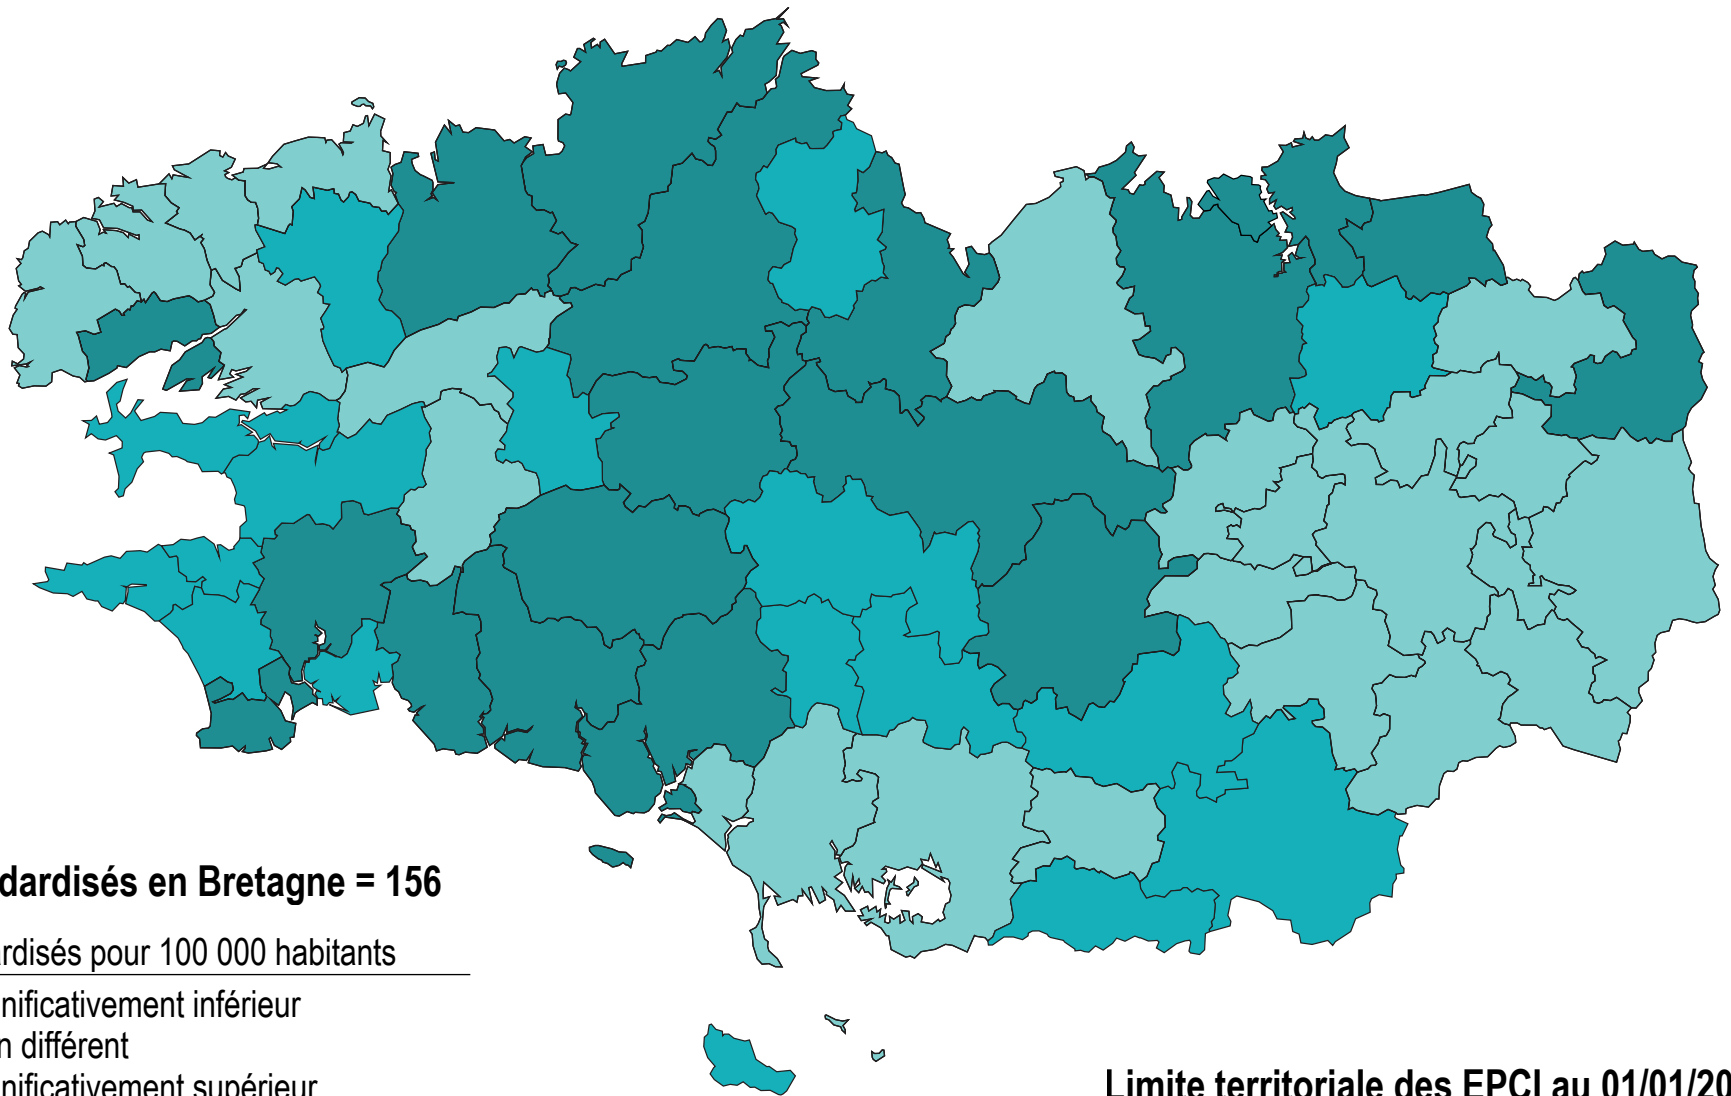 dardisés en Bretagne = 156
ardisés pour 100 000 habitants
nificativement inférieur
n différent
nificativement supérieur
Limite territoriale des EPCI au 01/01/20